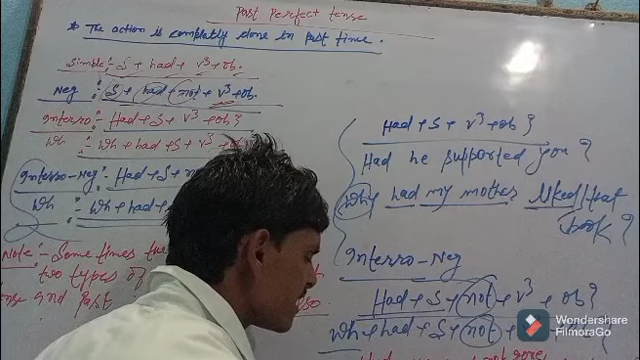 Past Perfect tense
* The action is completly done in past time.
Simple:- S + had + v³ + ob.
Neg :- S + had + not + v³ + ob.
Interro:- Had + S + v³ + ob?
Wh :- Wh + had + S + v³ + ob?
Interro-Neg:- Had + S +
Wh :- Wh + had +
Note:- Some times the
two types of
and Past
Had + S + v³ + ob?
Had he supported you?
Why had my mother liked that
book?
Interro-Neg
Had + S + not + v³ + ob?
Wh + had + S + not +
Wondershare
FilmoraGo